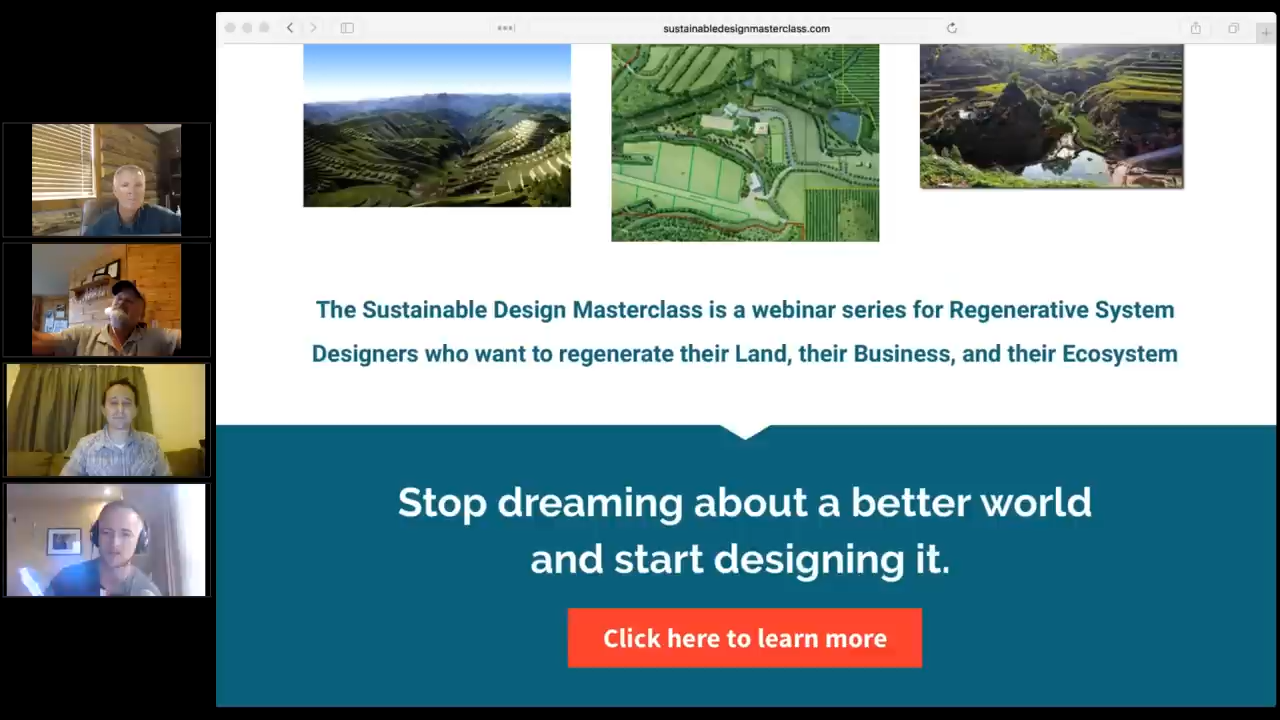 sustainabledesignmasterclass.com
The Sustainable Design Masterclass is a webinar series for Regenerative System
Designers who want to regenerate their Land, their Business, and their Ecosystem
Stop dreaming about a better world
and start designing it.
Click here to learn more